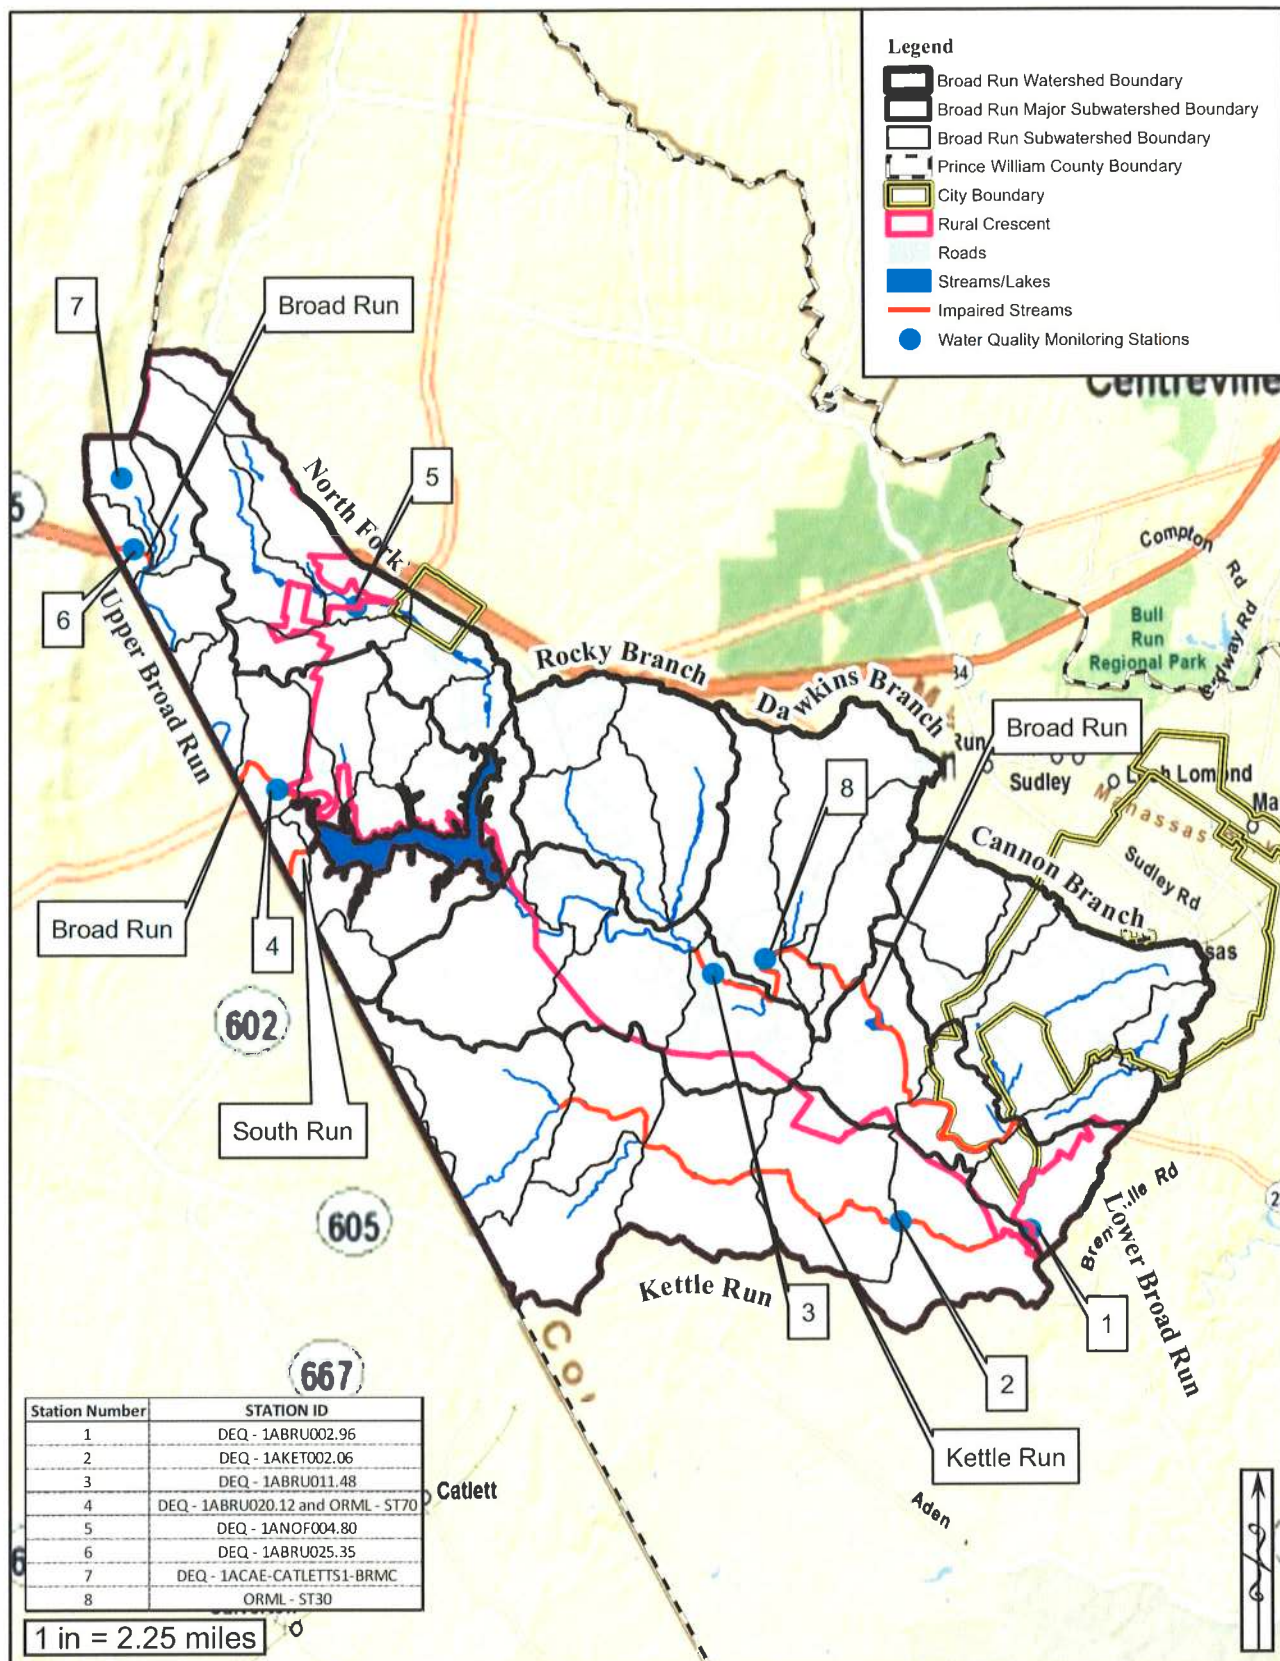 Legend
Broad Run Watershed Boundary
Broad Run Major Subwatershed Boundary
Broad Run Subwatershed Boundary
Prince William County Boundary
City Boundary
Rural Crescent
Roads
Streams/Lakes
Impaired Streams
Water Quality Monitoring Stations
Centreville
7
Broad Run
North Fork
5
6
Upper Broad Run
Rocky Branch
Dawkins Branch
Compton Rd
Bull
Run
Regional Park
Broad Run
Run
Sudley
Loch Lomond
Manassas
Sudley Rd
8
Cannon Branch
Broad Run
4
602
South Run
605
Kettle Run
3
Lower Broad Run
1
2
Kettle Run
667
Co
Catlett
Aden
Station Number STATION ID
1 DEQ - 1ABRU002.96
2 DEQ - 1AKET002.06
3 DEQ - 1ABRU011.48
4 DEQ - 1ABRU020.12 and ORML - ST70
5 DEQ - 1ANOF004.80
6 DEQ - 1ABRU025.35
7 DEQ - 1ACAE-CATLETTS1-BRMC
8 ORML - ST30
1 in = 2.25 miles